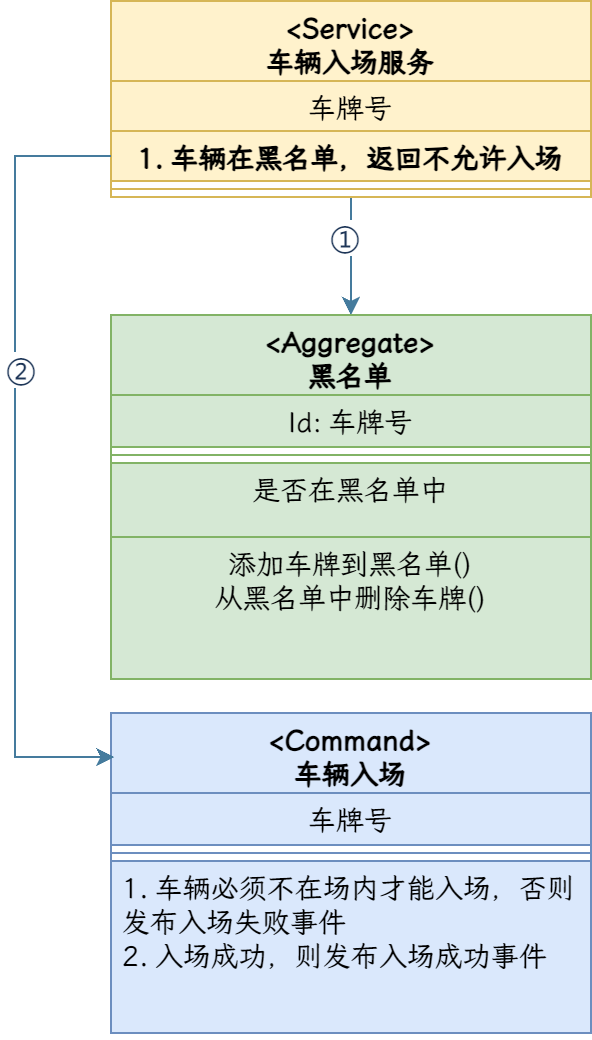 <Service>
车辆入场服务
车牌号
1. 车辆在黑名单，返回不允许入场
①
<Aggregate>
黑名单
Id: 车牌号
②
是否在黑名单中
添加车牌到黑名单()
从黑名单中删除车牌()
<Command>
车辆入场
车牌号
1. 车辆必须不在场内才能入场，否则
发布入场失败事件
2. 入场成功，则发布入场成功事件